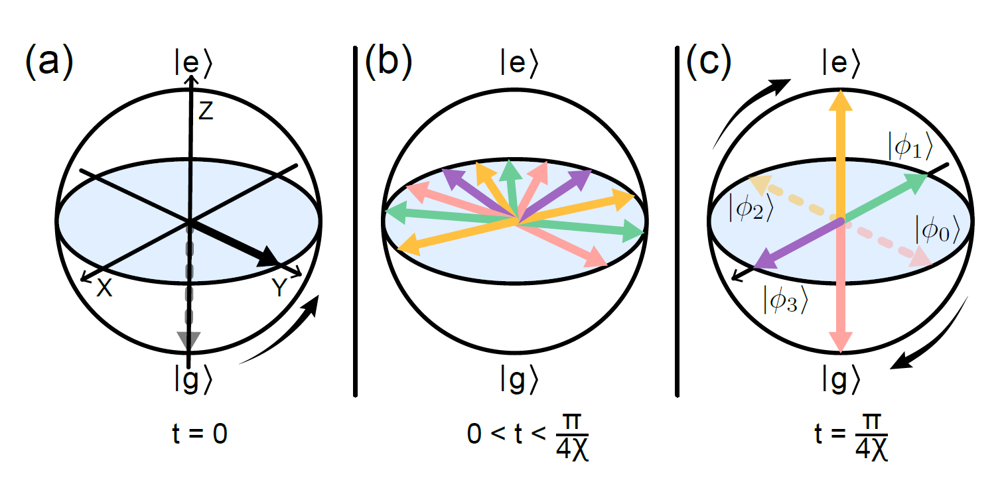 (a)
|e⟩
Z
X
Y
|g⟩
t = 0
(b)
|e⟩
|g⟩
0 < t < π/4χ
(c)
|e⟩
|ϕ₁⟩
|ϕ₂⟩
|ϕ₀⟩
|ϕ₃⟩
|g⟩
t = π/4χ